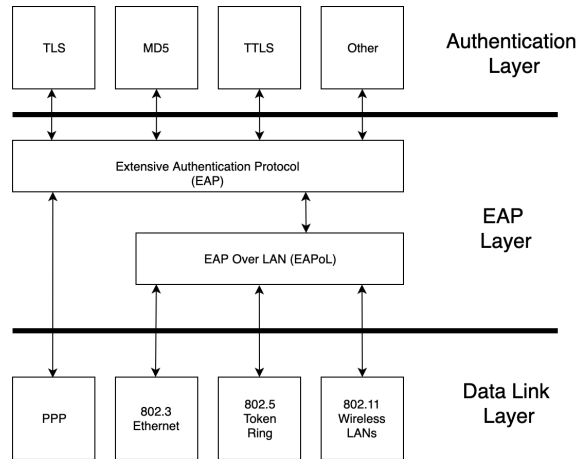 TLS
MD5
TTLS
Other
Authentication
Layer
Extensive Authentication Protocol
(EAP)
EAP
Layer
EAP Over LAN (EAPoL)
PPP
802.3
Ethernet
802.5
Token
Ring
802.11
Wireless
LANs
Data Link
Layer